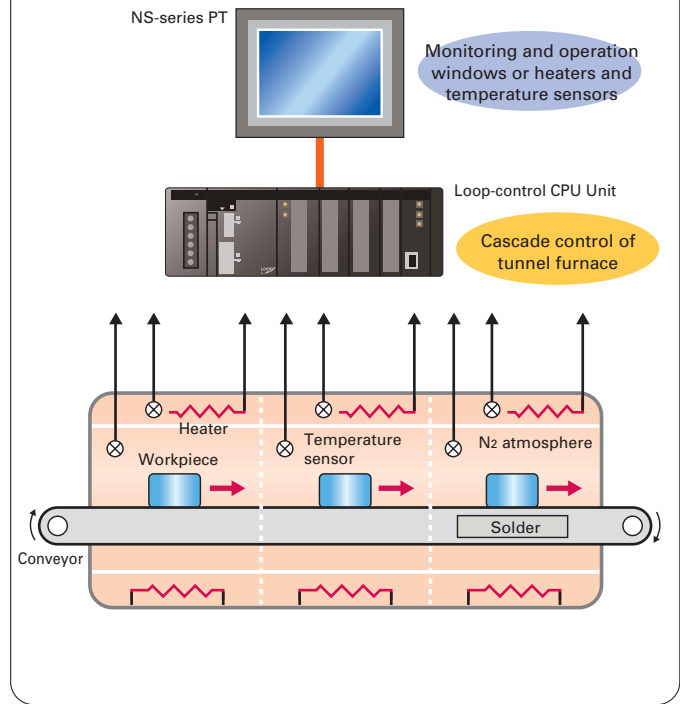 NS-series PT
Monitoring and operation
windows or heaters and
temperature sensors
Loop-control CPU Unit
Cascade control of
tunnel furnace
Heater
Temperature
sensor
N2 atmosphere
Workpiece
Solder
Conveyor